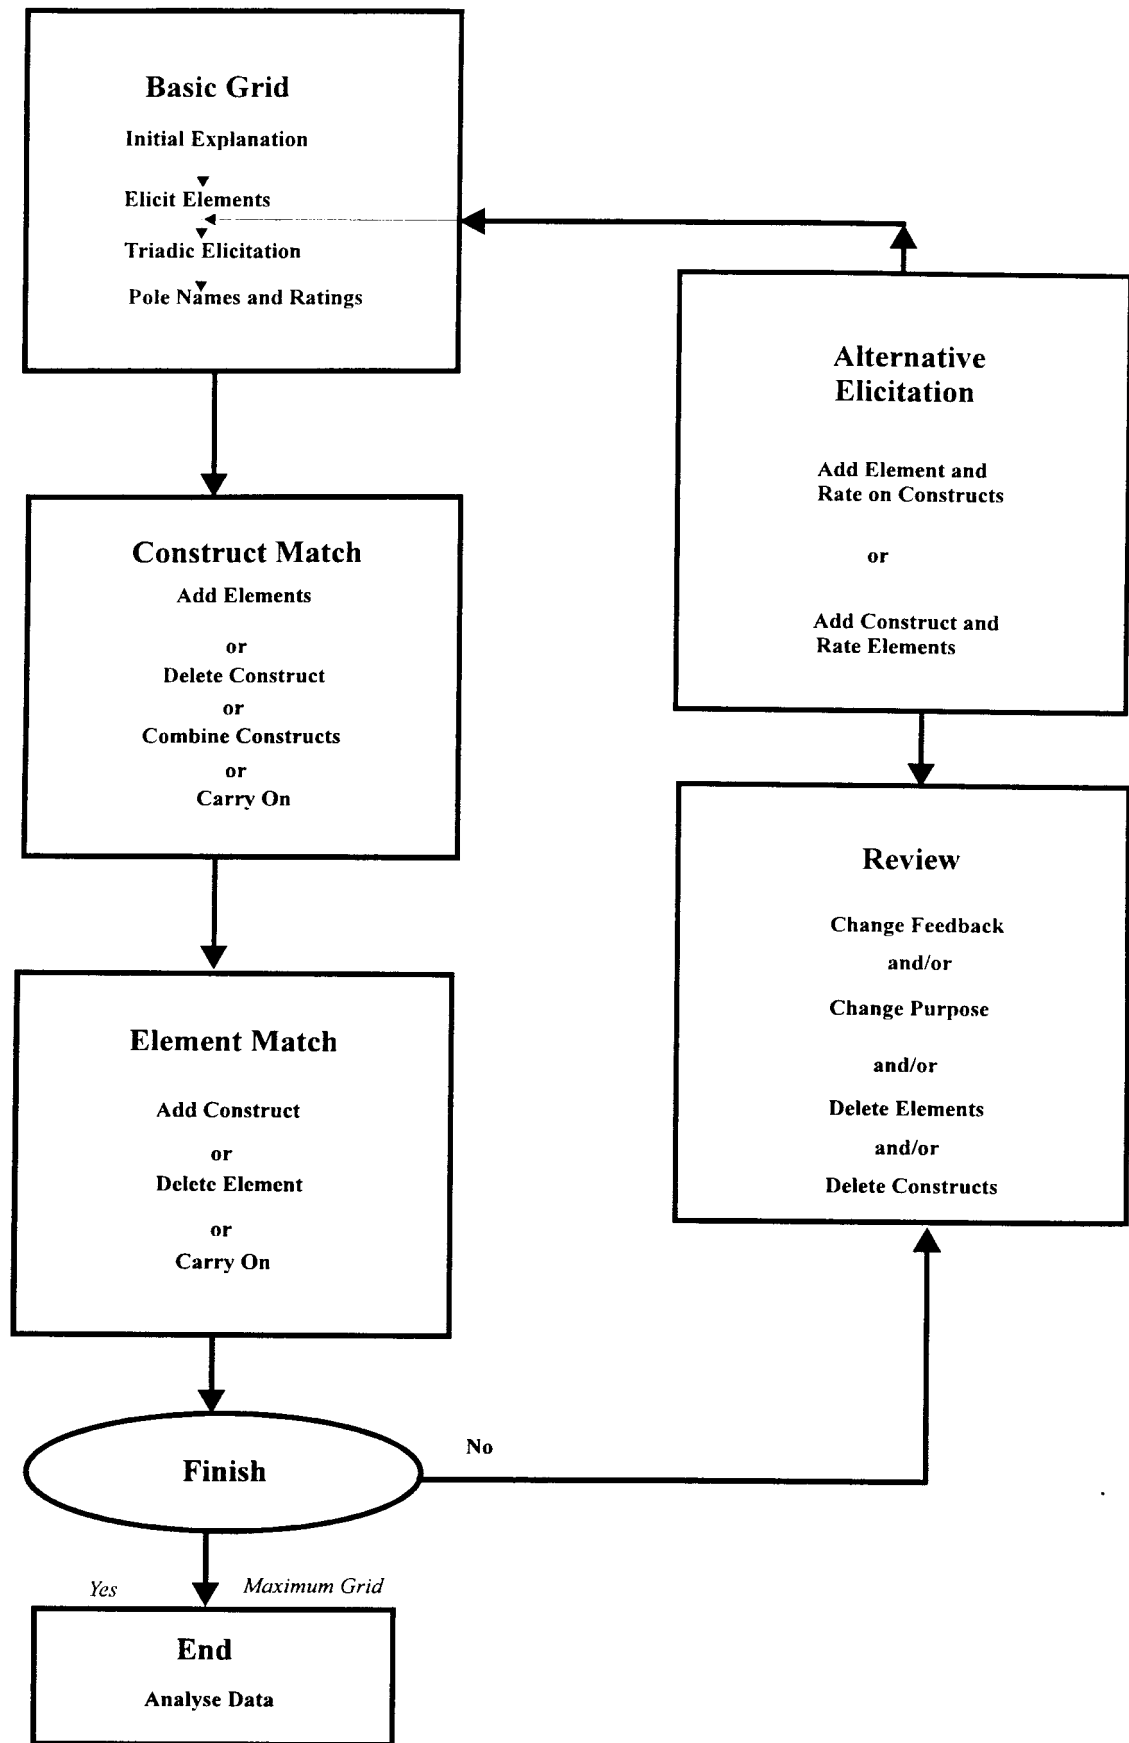 Basic Grid
Initial Explanation
Elicit Elements
Triadic Elicitation
Pole Names and Ratings
Construct Match
Add Elements
or
Delete Construct
or
Combine Constructs
or
Carry On
Element Match
Add Construct
or
Delete Element
or
Carry On
Finish
No
Yes
Maximum Grid
End
Analyse Data
Alternative
Elicitation
Add Element and
Rate on Constructs
or
Add Construct and
Rate Elements
Review
Change Feedback
and/or
Change Purpose
and/or
Delete Elements
and/or
Delete Constructs